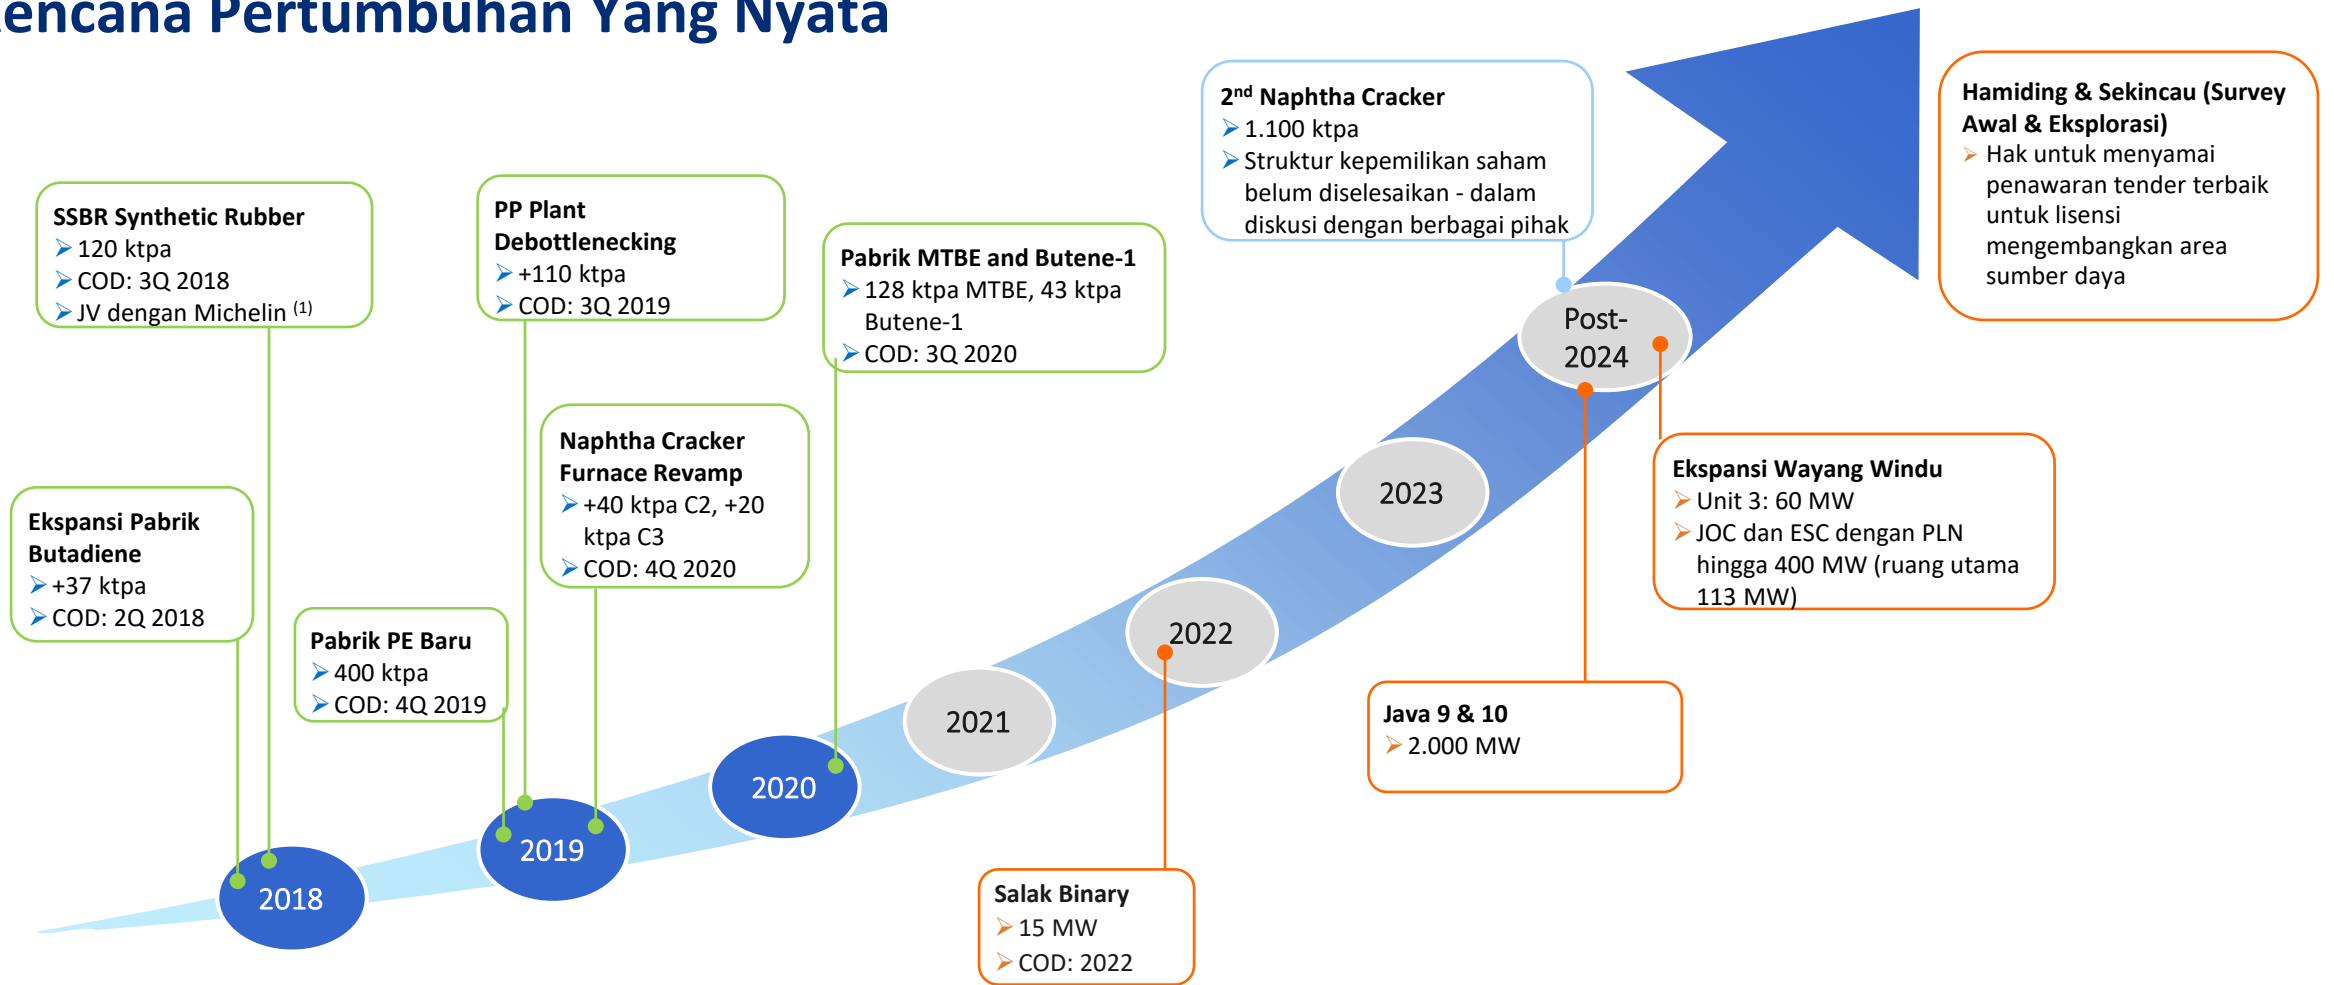 encana Pertumbuhan Yang Nyata
SSBR Synthetic Rubber
120 ktpa
COD: 3Q 2018
JV dengan Michelin (1)
Ekspansi Pabrik
Butadiene
+37 ktpa
COD: 2Q 2018
PP Plant
Debottlenecking
+110 ktpa
COD: 3Q 2019
Naphtha Cracker
Furnace Revamp
+40 ktpa C2, +20
ktpa C3
COD: 4Q 2020
Pabrik PE Baru
400 ktpa
COD: 4Q 2019
Pabrik MTBE and Butene-1
128 ktpa MTBE, 43 ktpa
Butene-1
COD: 3Q 2020
2nd Naphtha Cracker
1.100 ktpa
Struktur kepemilikan saham
belum diselesaikan - dalam
diskusi dengan berbagai pihak
Hamiding & Sekincau (Survey
Awal & Eksplorasi)
Hak untuk menyamai
penawaran tender terbaik
untuk lisensi
mengembangkan area
sumber daya
Ekspansi Wayang Windu
Unit 3: 60 MW
JOC dan ESC dengan PLN
hingga 400 MW (ruang utama
113 MW)
Java 9 & 10
2.000 MW
Salak Binary
15 MW
COD: 2022
2018
2019
2020
2021
2022
2023
Post-
2024